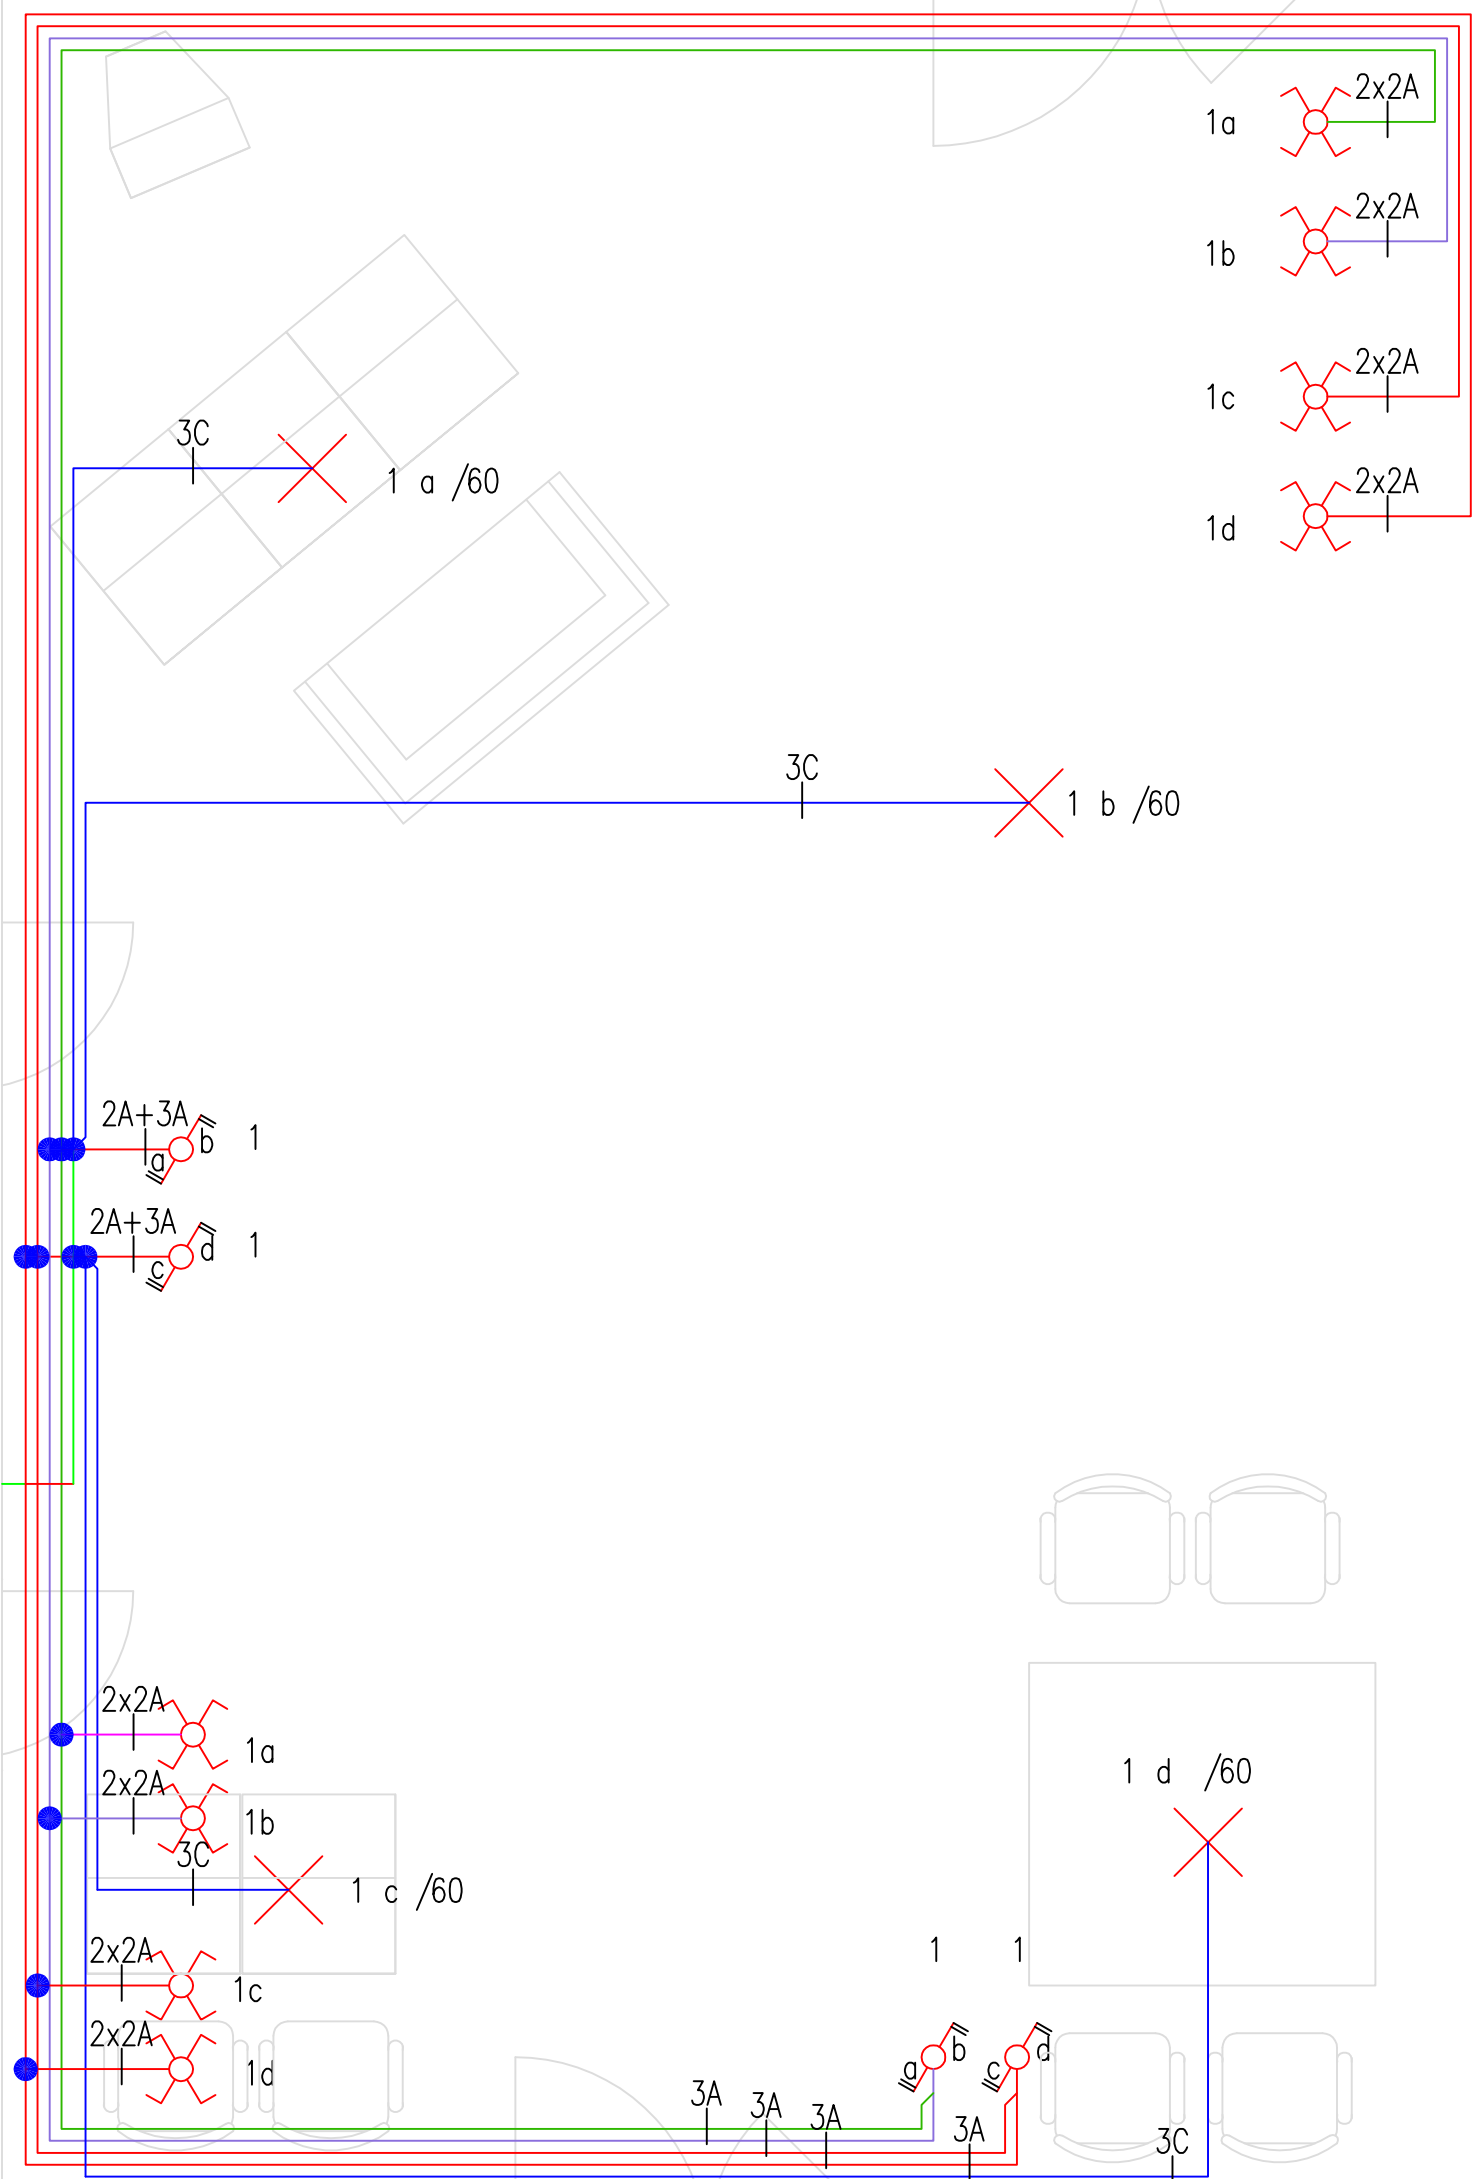 2x2A
1a
2x2A
1b
2x2A
1c
2x2A
1d
3C
1 a /60
3C
1 b /60
2A+3A
b 1
a
2A+3A
d 1
c
2x2A
1a
2x2A
1b
3C
1 c /60
1 d /60
2x2A
1c
1 1
2x2A
1d
a b c d
3A
3A
3A
3A
3C